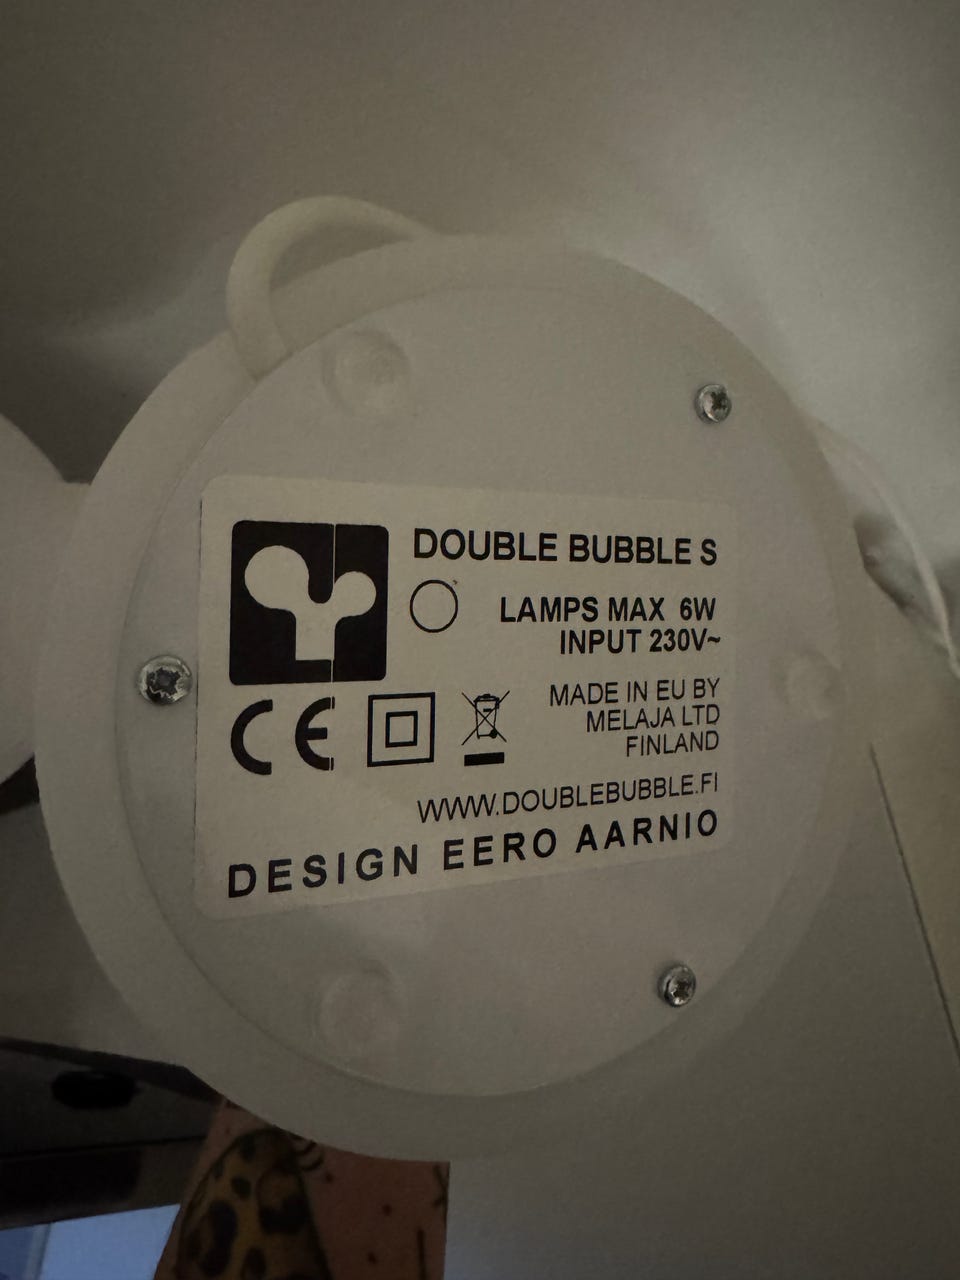 DOUBLE BUBBLE S
LAMPS MAX 6W
INPUT 230V~
MADE IN EU BY
MELAJA LTD
FINLAND
CE
WWW.DOUBLEBUBBLE.FI
DESIGN EERO AARNIO